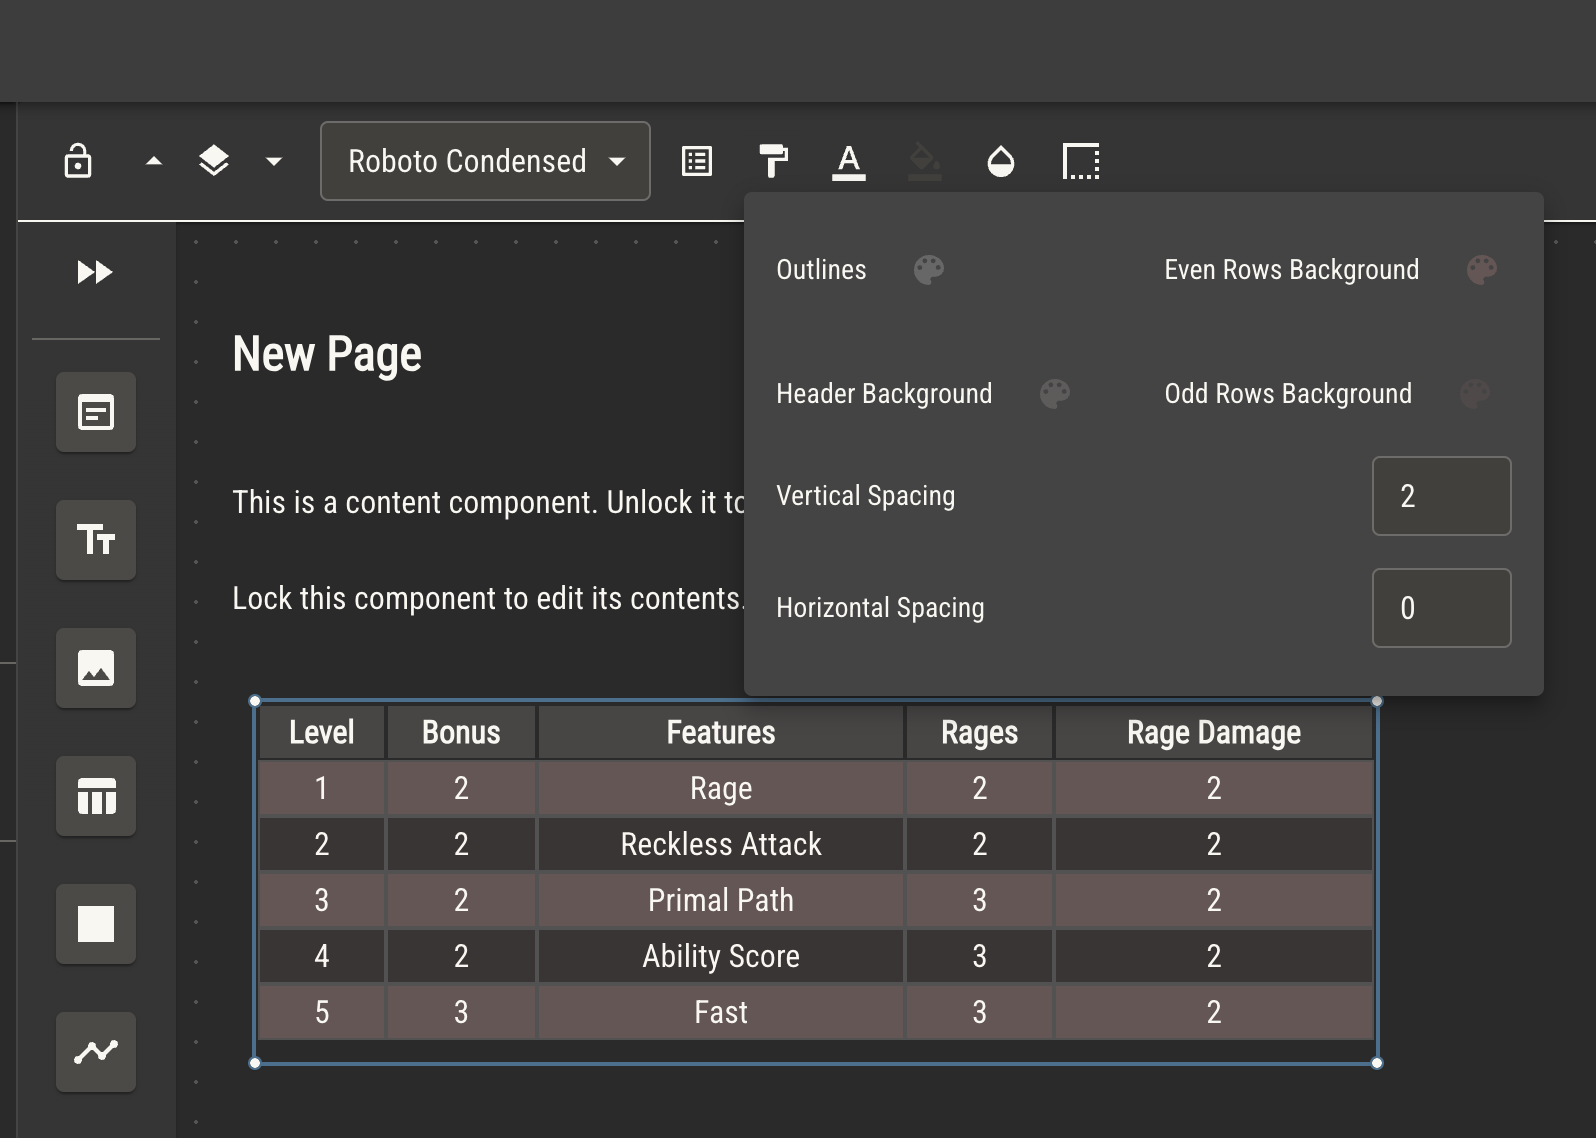 Roboto Condensed
A
Outlines
Even Rows Background
Header Background
Odd Rows Background
Vertical Spacing
2
Horizontal Spacing
0
TT
New Page
This is a content component. Unlock it to
Lock this component to edit its contents.
Level Bonus Features Rages Rage Damage
1 2 Rage 2 2
2 2 Reckless Attack 2 2
3 2 Primal Path 3 2
4 2 Ability Score 3 2
5 3 Fast 3 2